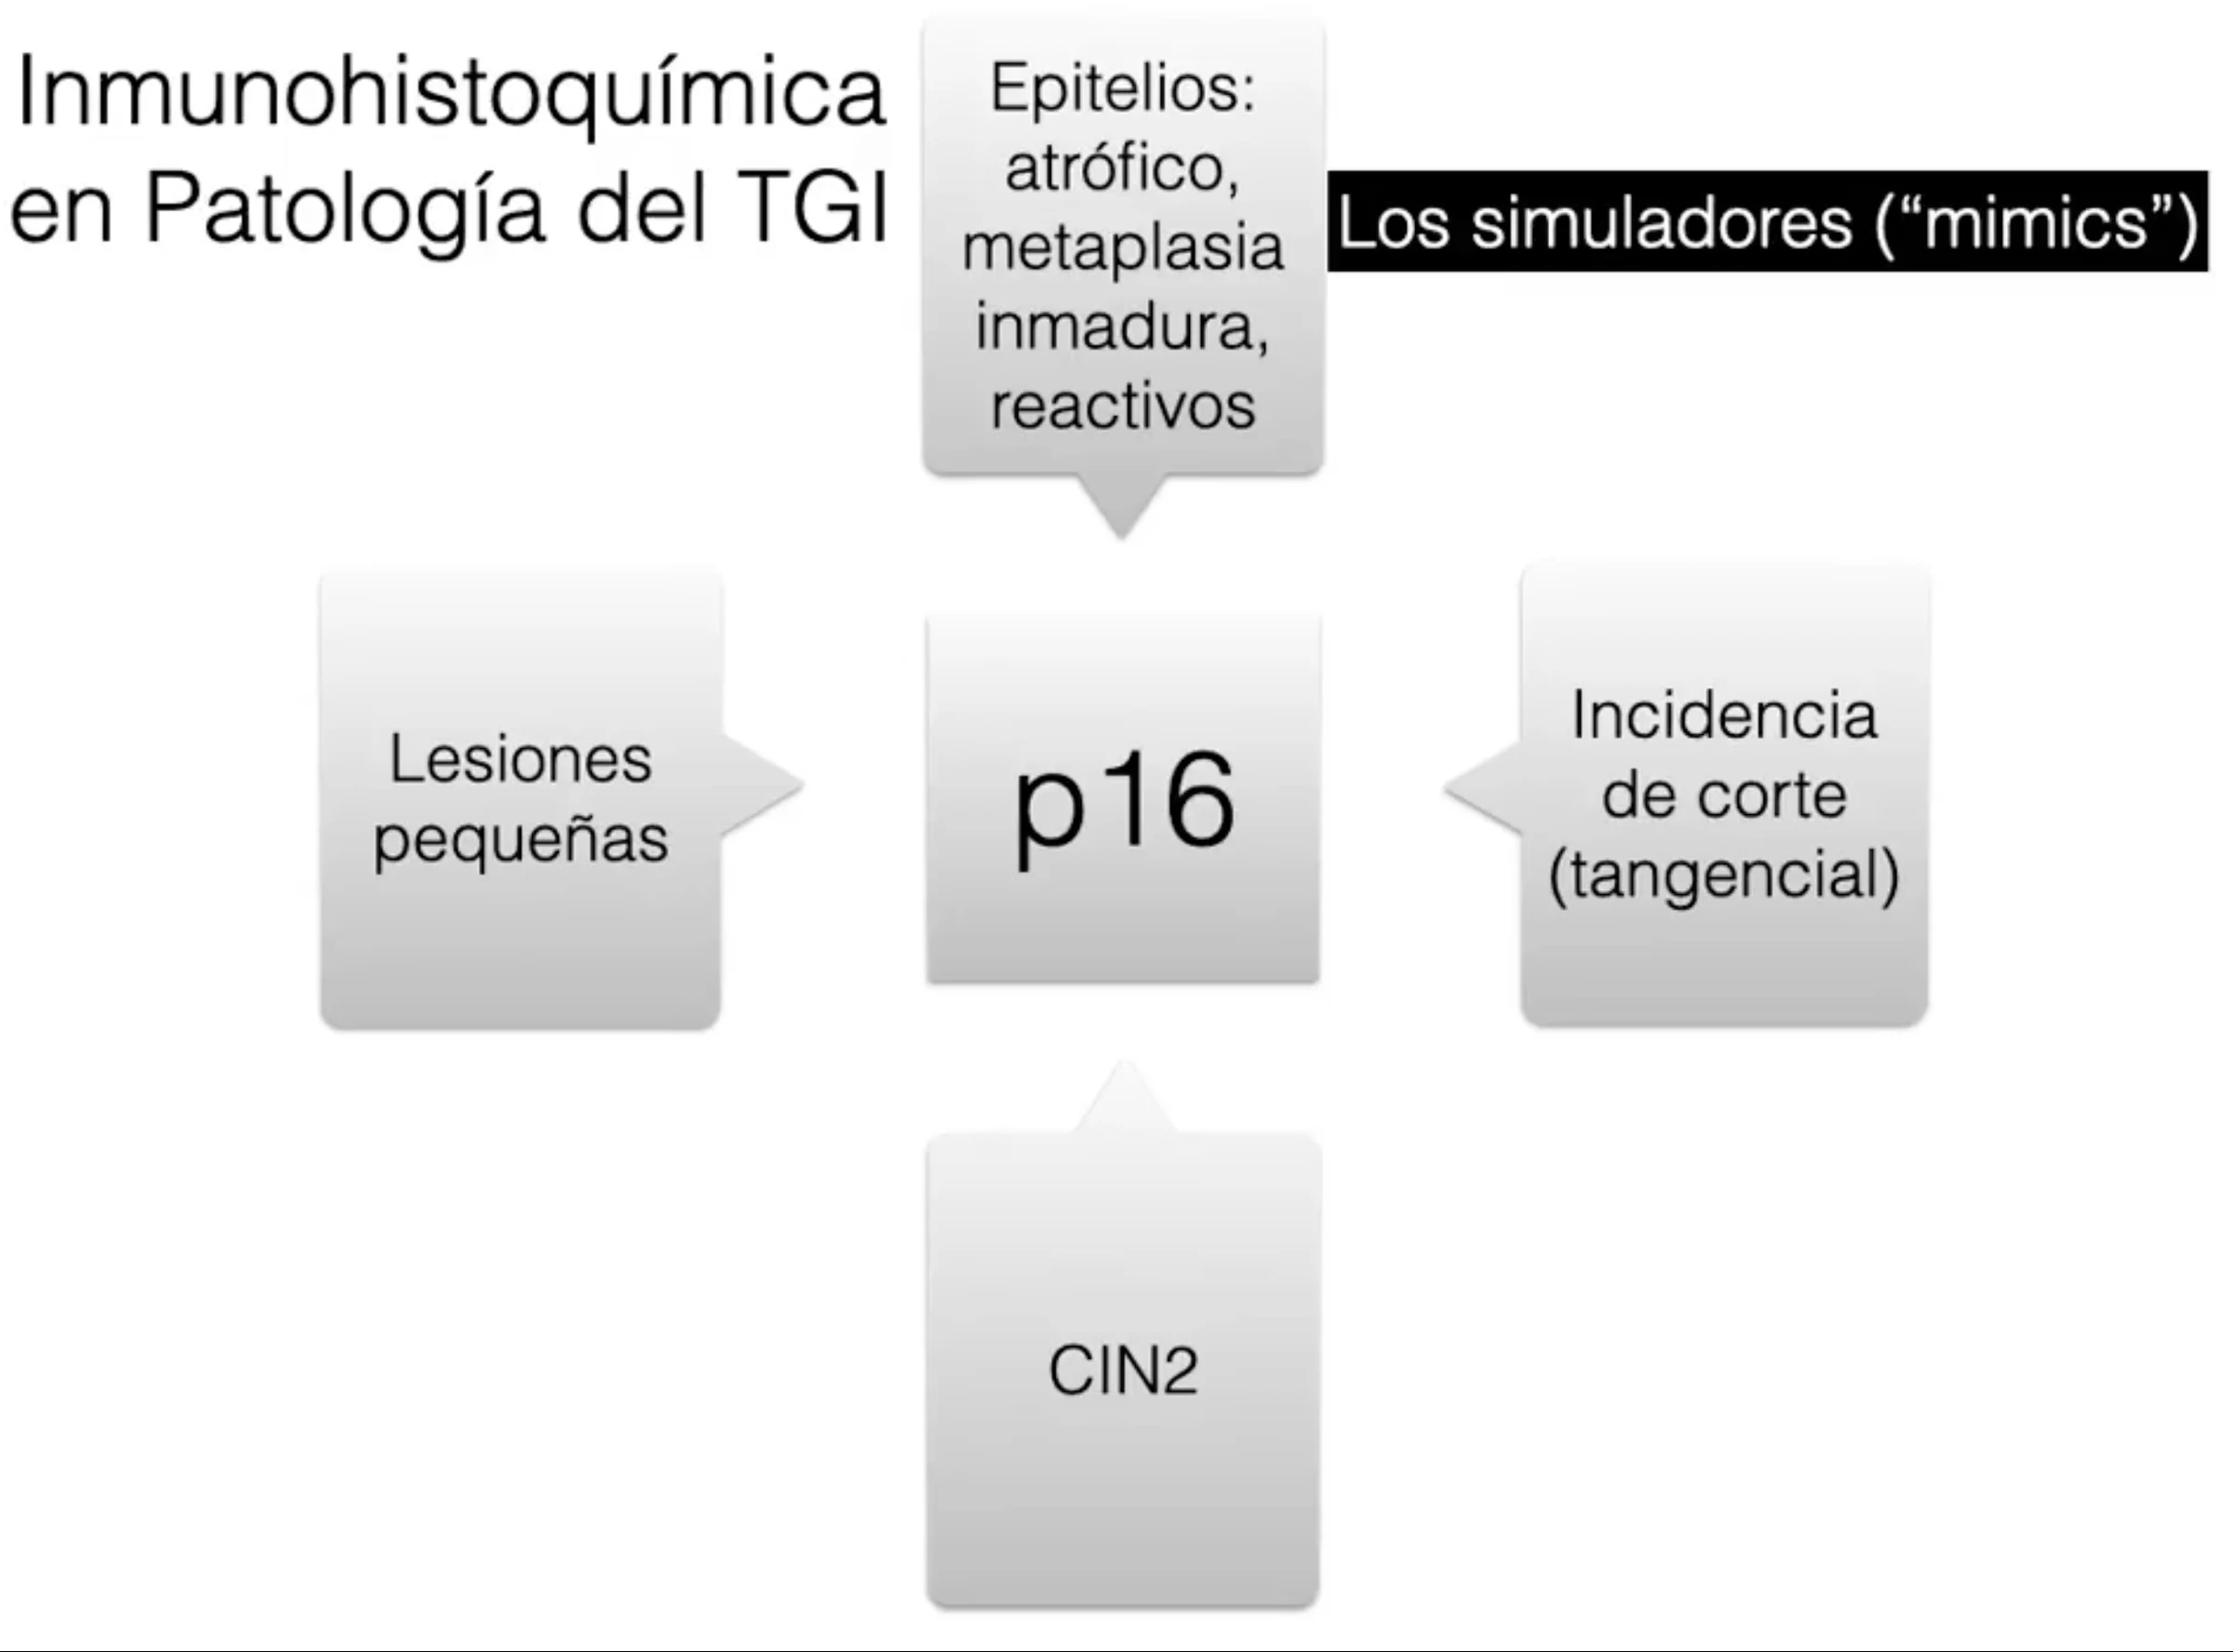 Inmunohistoquímica
en Patología del TGI
Epitelios:
atrófico,
metaplasia
inmadura,
reactivos
Los simuladores (“mimics”)
Lesiones
pequeñas
p16
Incidencia
de corte
(tangencial)
CIN2